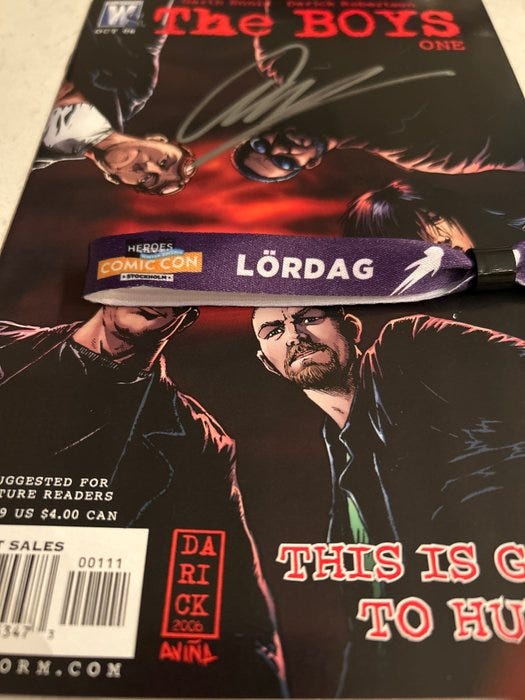 Garth Ennis Darick Robertson
OCT 06
The BOYS
ONE
HEROES
COMIC CON
STOCKHOLM
LÖRDAG
UGGESTED FOR
TURE READERS
9 US $4.00 CAN
T SALES
00111
DA
RI
CK
2006
AVIÑA
THIS IS G
TO HU
ORM.COM